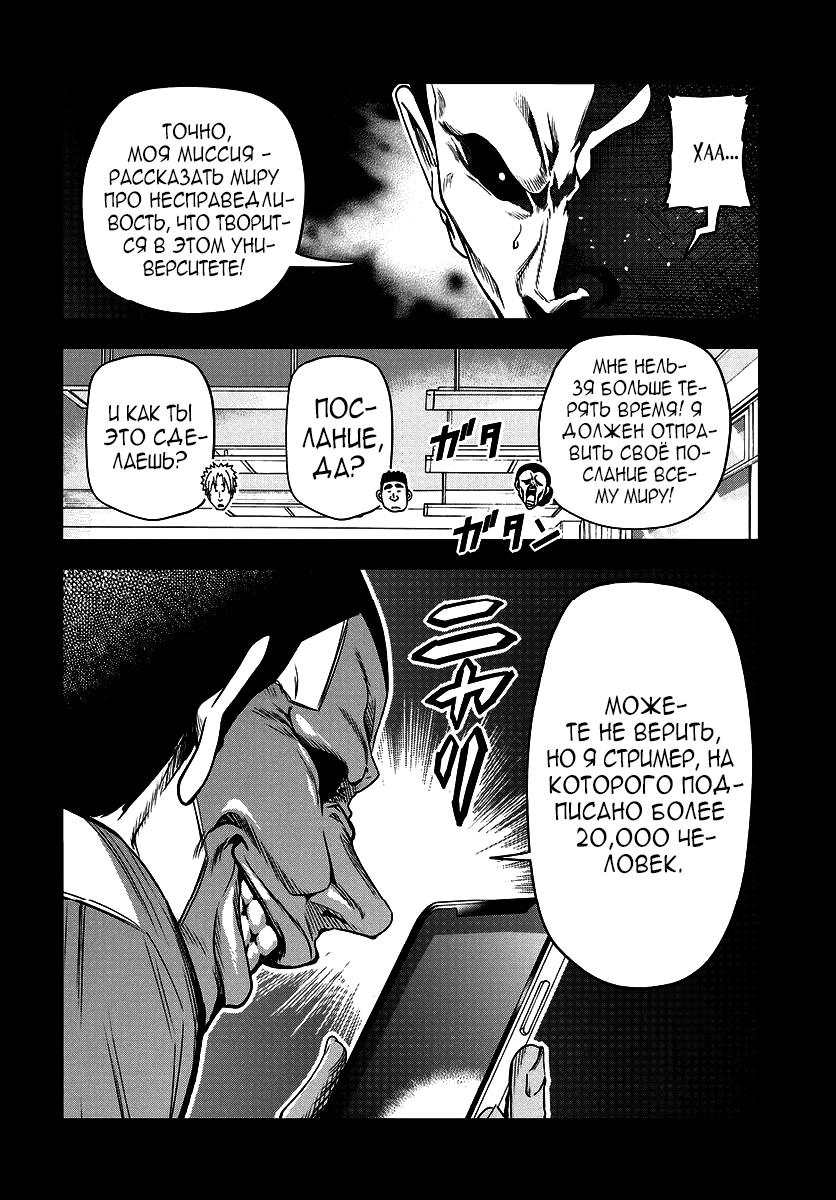 ХАА...
ТОЧНО,
МОЯ МИССИЯ –
РАССКАЗАТЬ МИРУ
ПРО НЕСПРАВЕДЛИ-
ВОСТЬ, ЧТО ТВОРИТ-
СЯ В ЭТОМ УНИ-
ВЕРСИТЕТЕ!
МНЕ НЕЛЬ-
ЗЯ БОЛЬШЕ ТЕ-
РЯТЬ ВРЕМЯ! Я
ДОЛЖЕН ОТПРА-
ВИТЬ СВОЁ ПО-
СЛАНИЕ ВСЕ-
МУ МИРУ!
ガタ
ガタン
ПОС-
ЛАНИЕ,
ДА?
И КАК ТЫ
ЭТО СДЕ-
ЛАЕШЬ?
ニカッ
МОЖЕ-
ТЕ НЕ ВЕРИТЬ,
НО Я СТРИМЕР, НА
КОТОРОГО ПОД-
ПИСАНО БОЛЕЕ
20,000 ЧЕ-
ЛОВЕК.